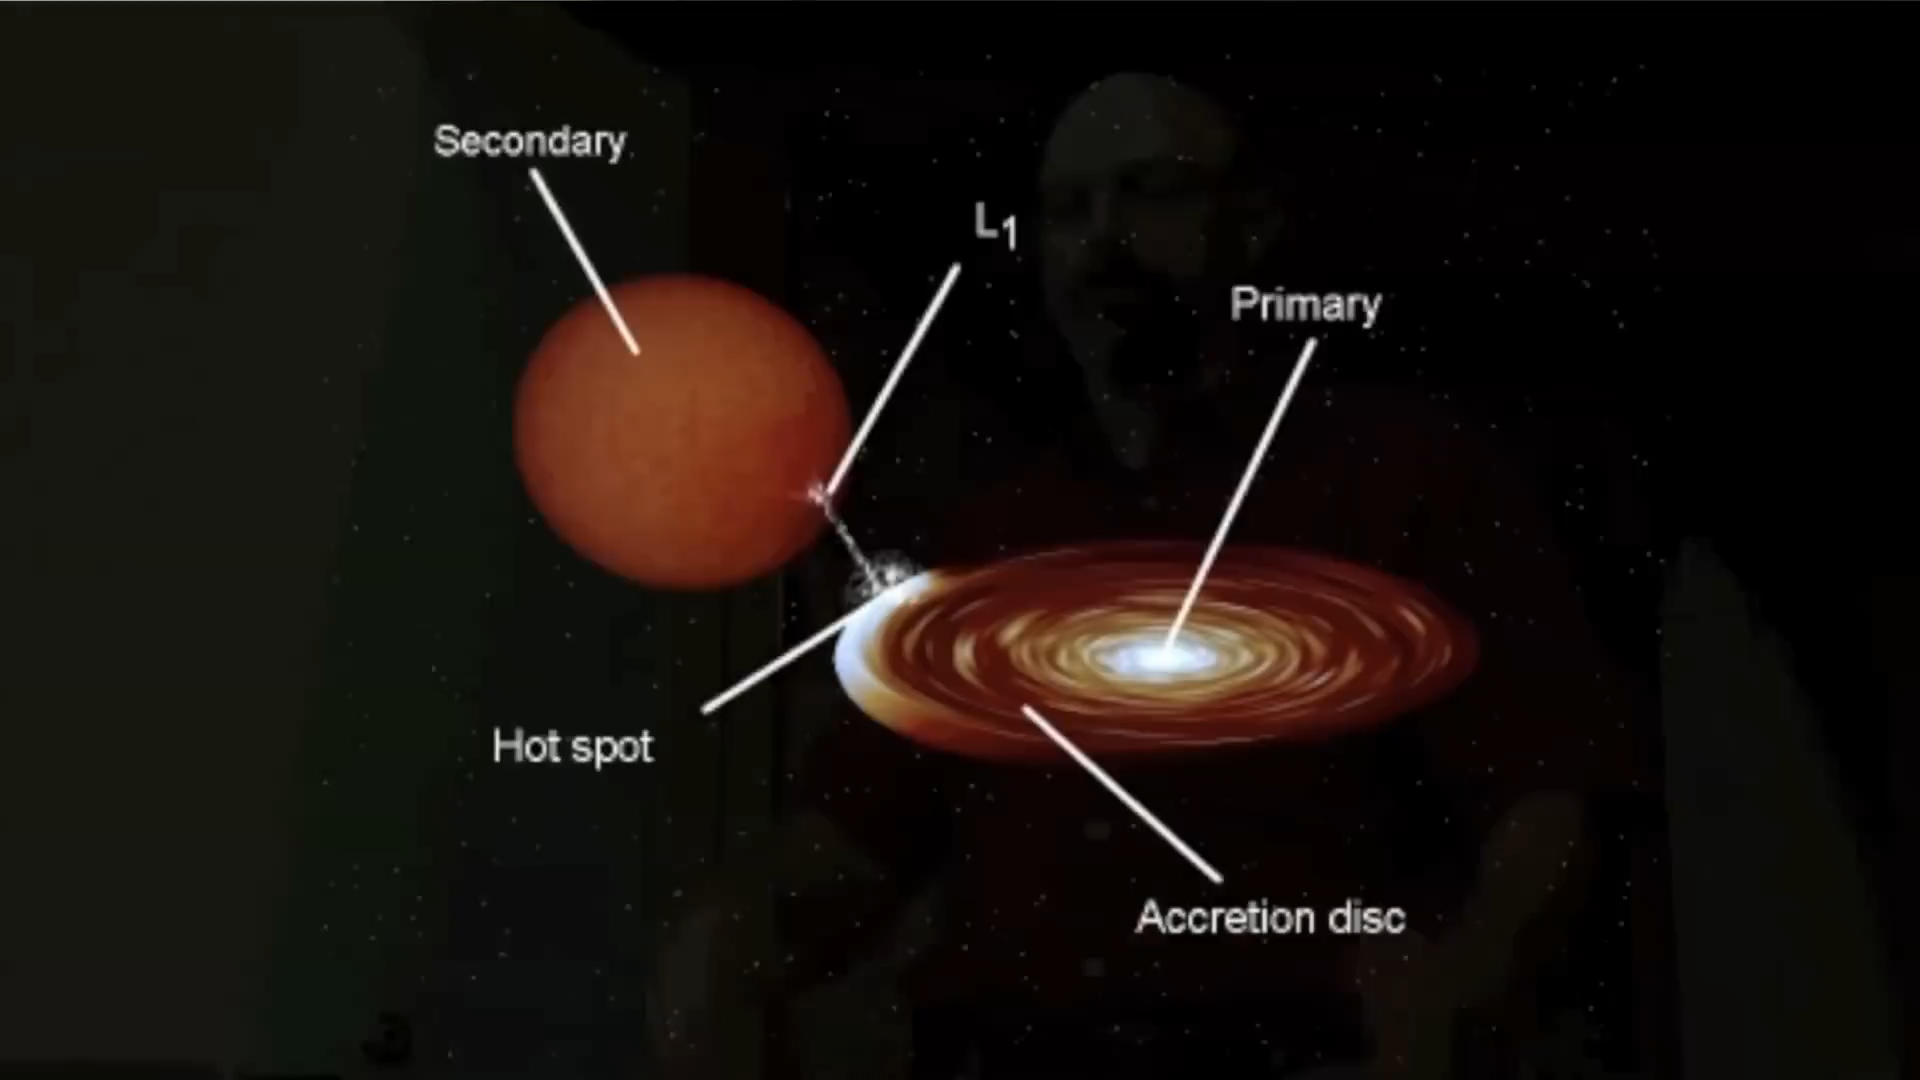 Secondary
L1
Primary
Hot spot
Accretion disc